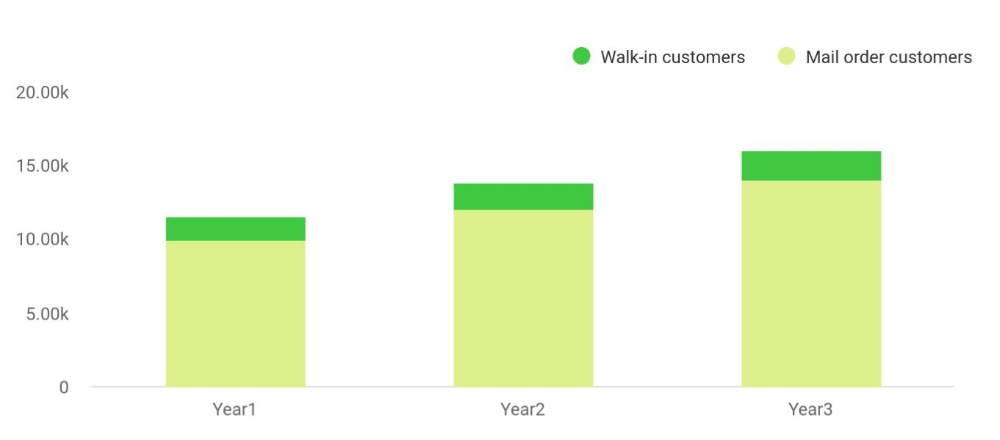 Walk-in customers Mail order customers
20.00k
15.00k
10.00k
5.00k
0
Year1 Year2 Year3